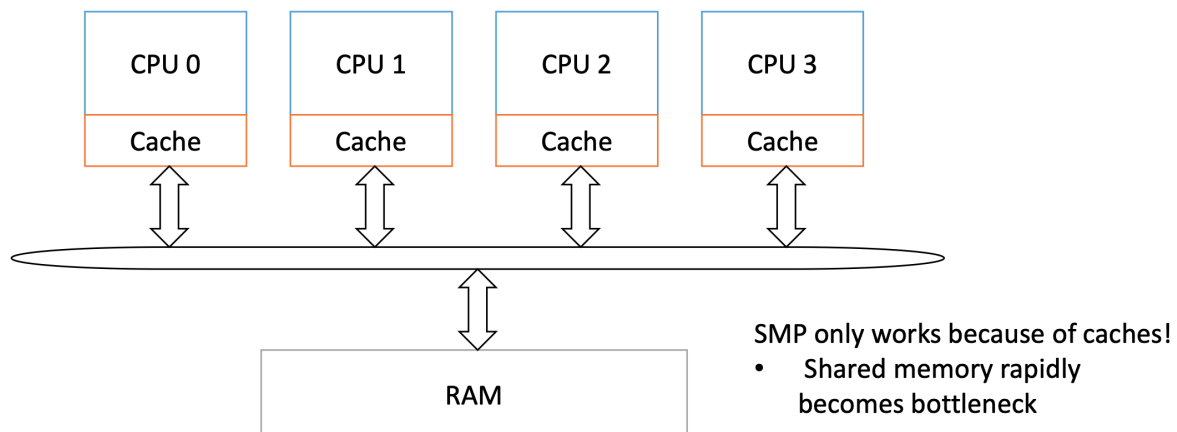 CPU 0
CPU 1
CPU 2
CPU 3
Cache
Cache
Cache
Cache
RAM
SMP only works because of caches!
• Shared memory rapidly
becomes bottleneck